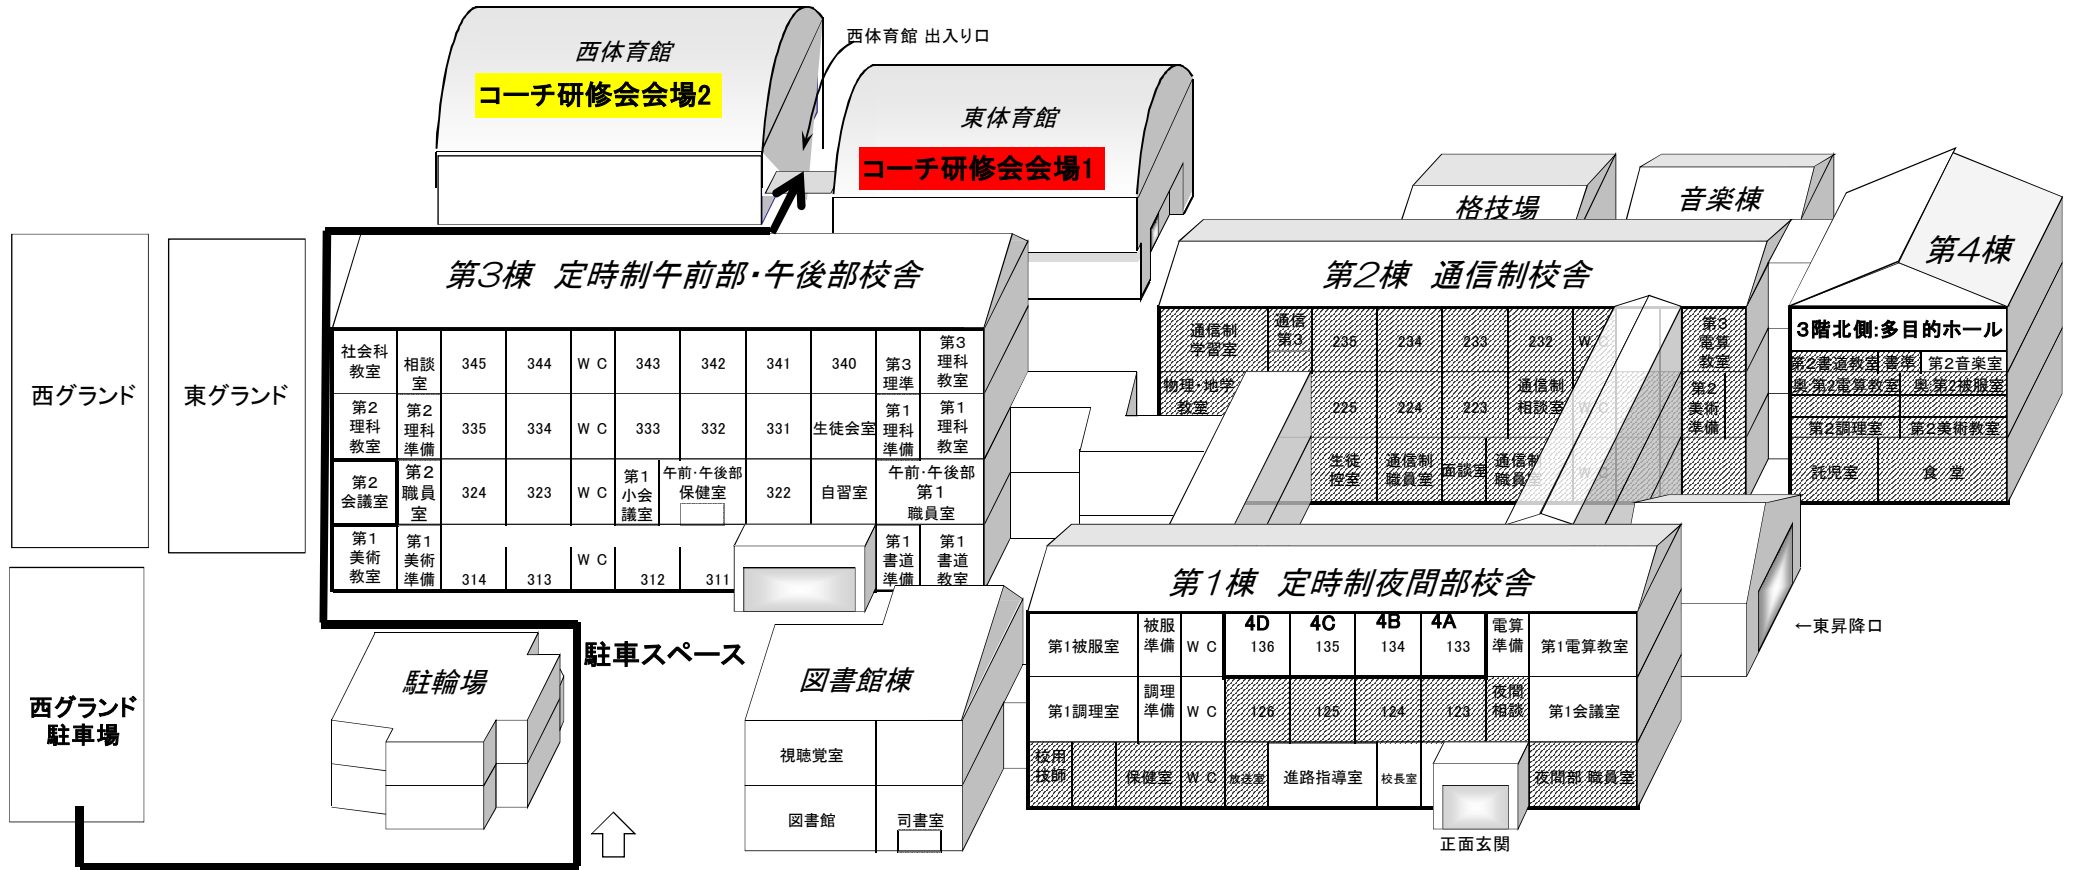 西体育館
コーチ研修会会場2
西体育館 出入り口
東体育館
コーチ研修会会場1
格技場
音楽棟
第4棟
西グランド
東グランド
西グランド
駐車場
第3棟 定時制午前部・午後部校舎
社会科
教室
相談
室
345
344
W C
343
342
341
340
第3
理準
第3
理科
教室
第2
理科
教室
第2
理科
準備
335
334
W C
333
332
331
生徒会室
第1
理科
準備
第1
理科
教室
第2
会議室
第2
職員
室
324
323
W C
第1
小会
議室
午前・午後部
保健室
322
自習室
午前・午後部
第1
職員室
第1
美術
教室
第1
美術
準備
314
313
W C
312
311
第1
書道
準備
第1
書道
教室
第2棟 通信制校舎
通信制
学習室
通信
第3
235
234
233
232
W C
第3
電算
教室
物理・地学
教室
225
224
223
通信制
相談室
W C
第2
美術
準備
生徒
控室
通信制
職員室
面談室
通信制
職員室
W C
3階北側:多目的ホール
第2書道教室
書準
第2音楽室
奥:第2電算教室
奥:第2被服室
第2調理室
第2美術教室
託児室
食 堂
駐輪場
駐車スペース
図書館棟
視聴覚室
図書館
司書室
第1棟 定時制夜間部校舎
第1被服室
被服
準備
W C
4D
136
4C
135
4B
134
4A
133
電算
準備
第1電算教室
第1調理室
調理
準備
W C
126
125
124
123
夜間
相談
第1会議室
校用
技師
保健室
W C
放送室
進路指導室
校長室
夜間部 職員室
正面玄関
←東昇降口